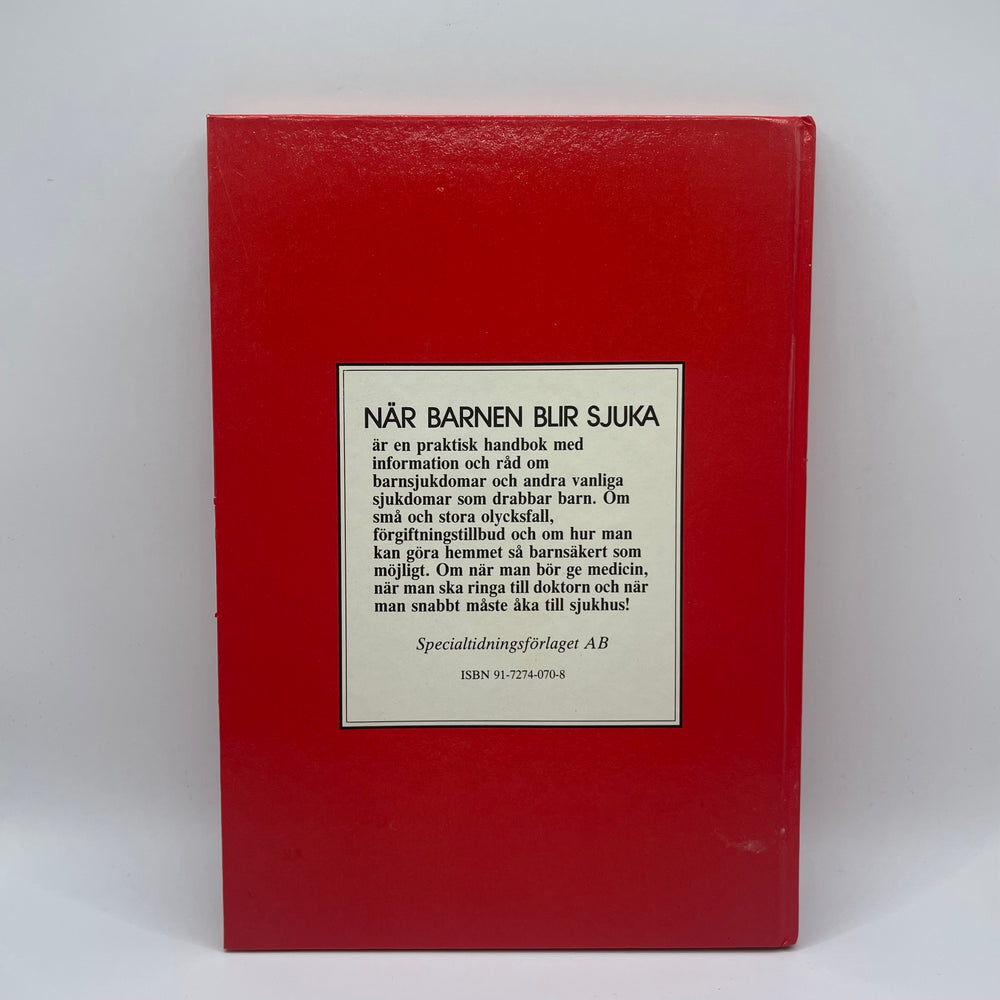 NÄR BARNEN BLIR SJUKA
är en praktisk handbok med
information och råd om
barnsjukdomar och andra vanliga
sjukdomar som drabbar barn. Om
små och stora olycksfall,
förgiftningstillbud och om hur man
kan göra hemmet så barnsäkert som
möjligt. Om när man bör ge medicin,
när man ska ringa till doktorn och när
man snabbt måste åka till sjukhus!
Specialtidningsförlaget AB
ISBN 91-7274-070-8